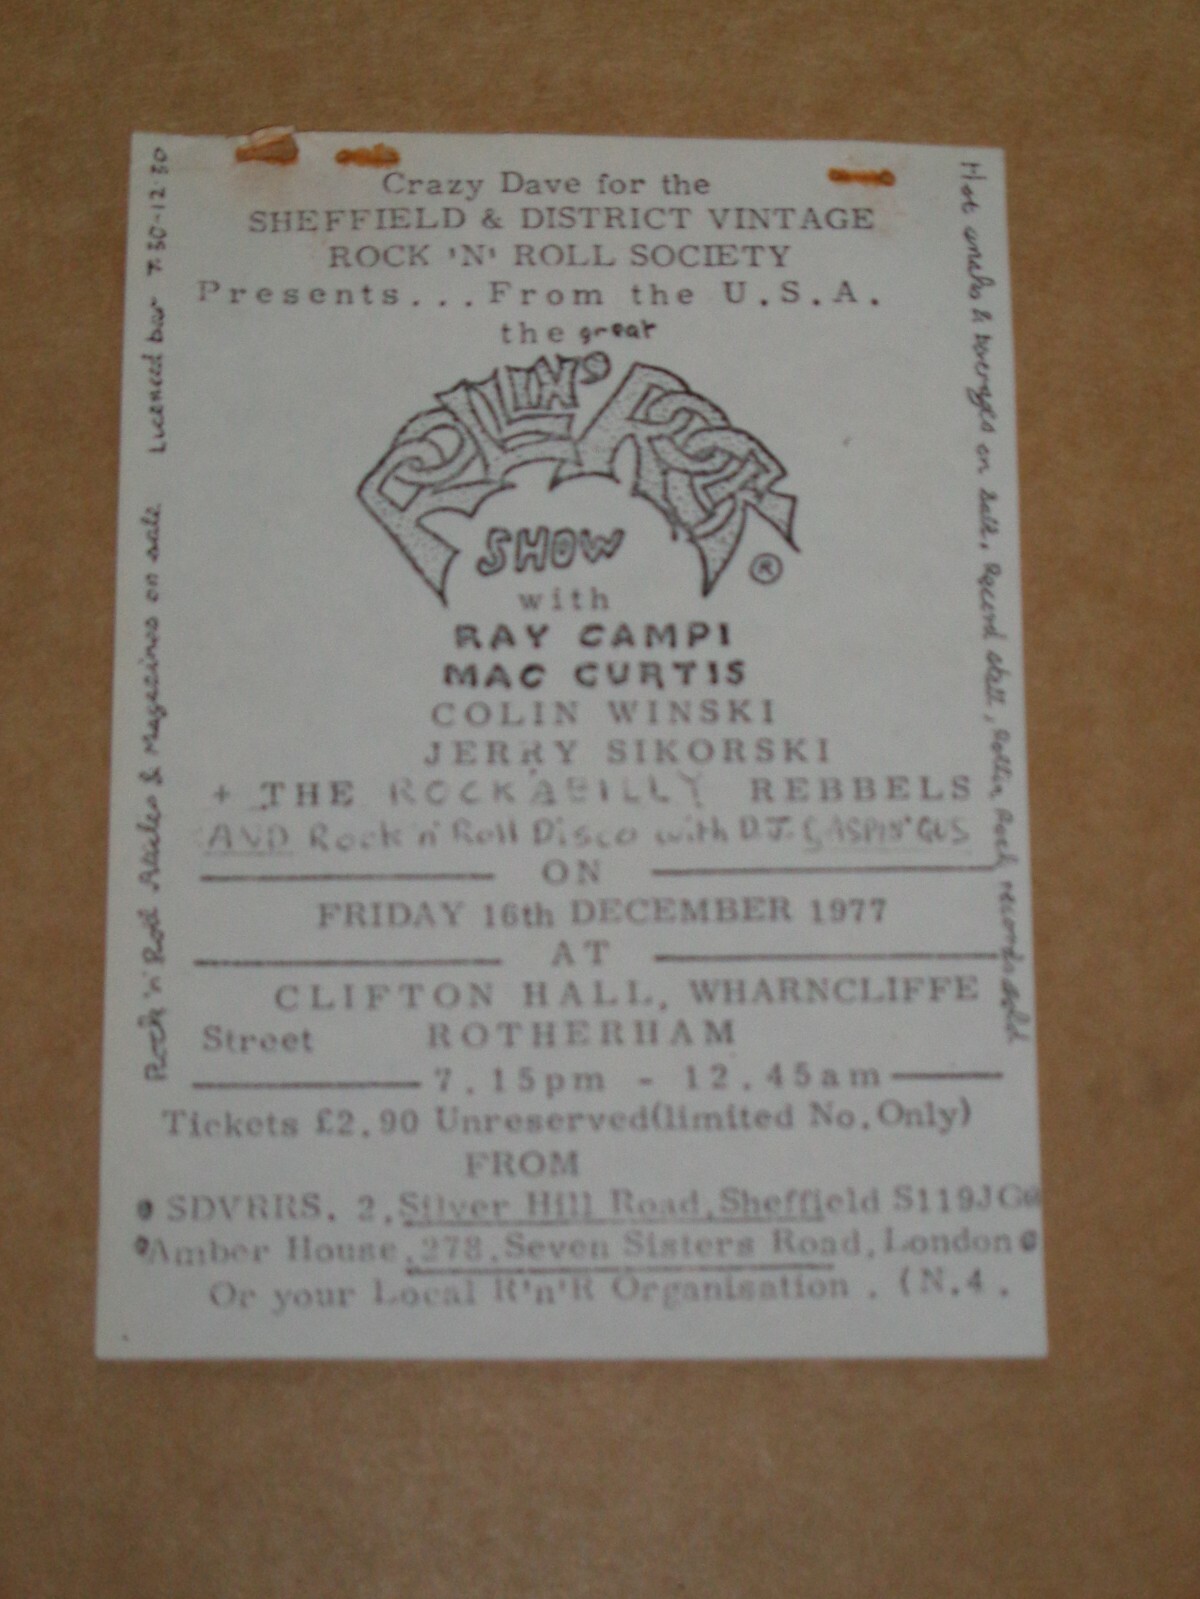 Crazy Dave for the
SHEFFIELD & DISTRICT VINTAGE
ROCK 'N' ROLL SOCIETY
Presents... From the U.S.A.
the great
ROLLIN' ROCK
SHOW
®
with
RAY CAMPI
MAC CURTIS
COLIN WINSKI
JERRY SIKORSKI
+ THE ROCKABILLY REBBELS
AND Rock 'n' Roll Disco with D.J. GASPIN' GUS
ON
FRIDAY 16th DECEMBER 1977
AT
CLIFTON HALL, WHARNCLIFFE
Street ROTHERHAM
7.15pm - 12.45am
Tickets £2.90 Unreserved(limited No. Only)
FROM
SDVRRS. 2, Silver Hill Road, Sheffield S119JG
Amber House, 278, Seven Sisters Road, London
Or your Local R'n'R Organisation . (N.4.
Rock 'n' Roll Articles & Magazines on sale Licenced bar 7.30-12.30
Hot snacks & beverages on sale, Record stall, Rollin Rock records sold